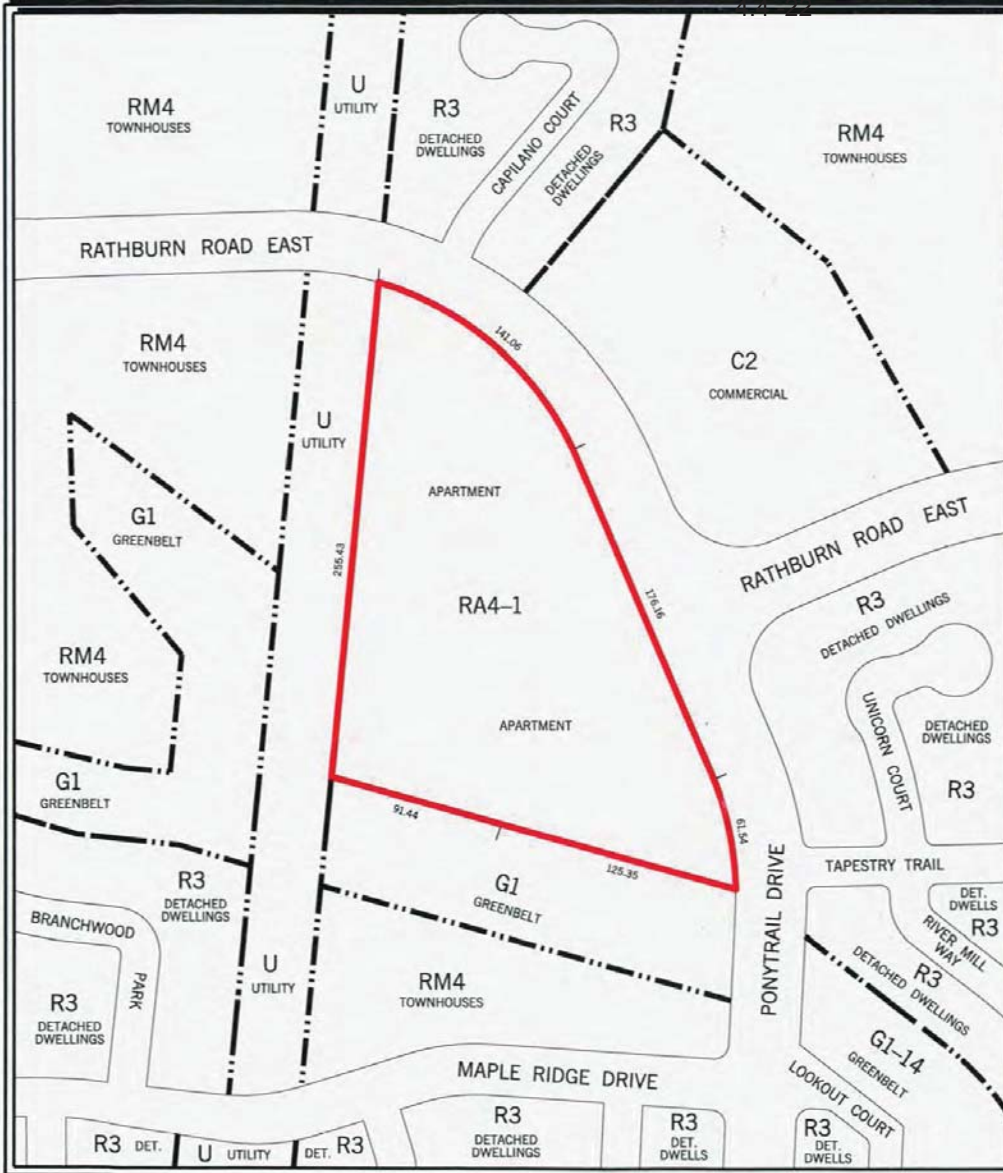 RM4
TOWNHOUSES
U
UTILITY
R3
DETACHED
DWELLINGS
CAPILANO COURT
R3
DETACHED
DWELLINGS
RM4
TOWNHOUSES
RATHBURN ROAD EAST
RM4
TOWNHOUSES
141.06
C2
COMMERCIAL
U
UTILITY
APARTMENT
G1
GREENBELT
255.43
RATHBURN ROAD EAST
RA4-1
176.16
R3
DETACHED DWELLINGS
RM4
TOWNHOUSES
UNICORN COURT
APARTMENT
DETACHED
DWELLINGS
R3
G1
GREENBELT
91.44
61.54
125.35
PONYTRAIL DRIVE
TAPESTRY TRAIL
R3
DETACHED
DWELLINGS
G1
GREENBELT
DET.
DWELLS
R3
BRANCHWOOD
PARK
RIVER MILL
WAY
R3
DETACHED DWELLINGS
U
UTILITY
RM4
TOWNHOUSES
R3
DETACHED
DWELLINGS
G1-14
GREENBELT
MAPLE RIDGE DRIVE
LOOKOUT COURT
R3 DET.
U UTILITY
DET. R3
R3
DETACHED
DWELLINGS
R3
DET.
DWELLS
R3
DET.
DWELLS